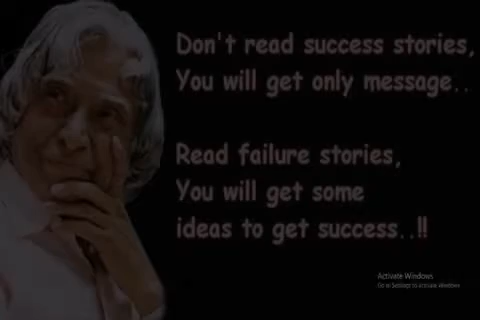 Don't read success stories,
You will get only message..
Read failure stories,
You will get some
ideas to get success..!!
Activate Windows
Go to Settings to activate Windows